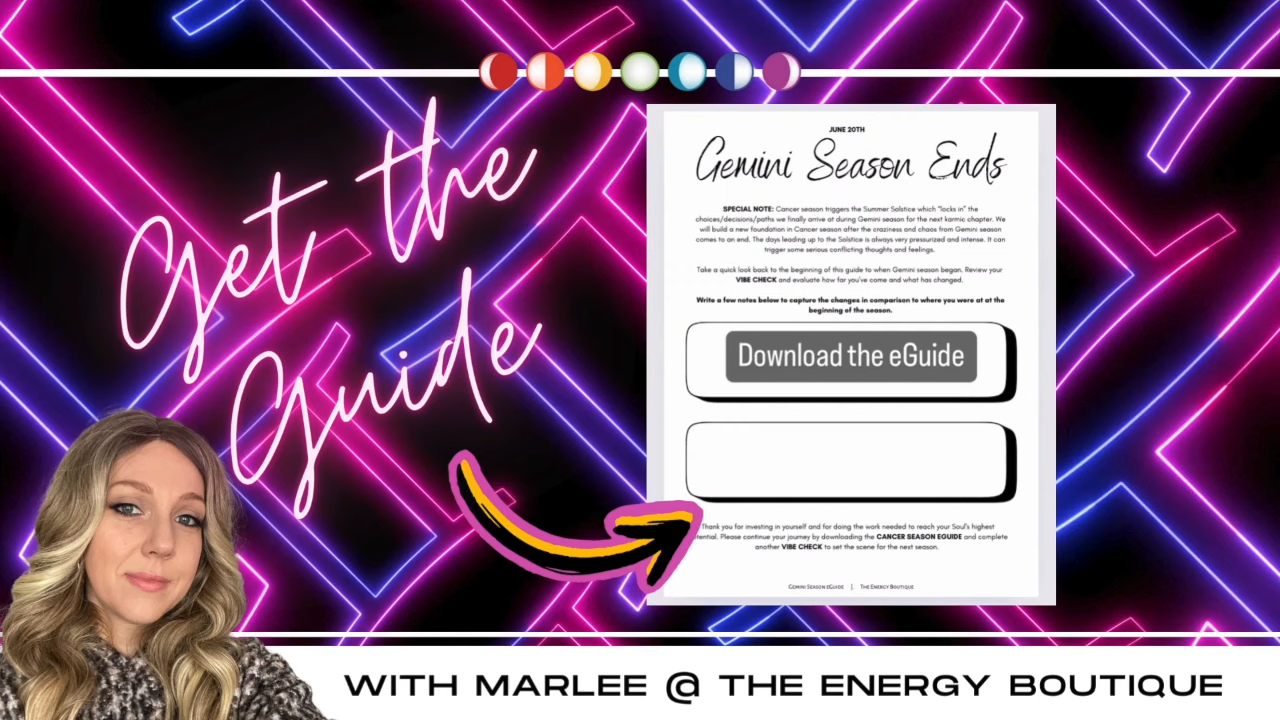 Get the
Guide
JUNE 20TH
Gemini Season Ends
SPECIAL NOTE: Cancer season triggers the Summer Solstice which "locks in" the
choices/decisions/paths we finally arrive at during Gemini season for the next karmic chapter. We
will build a new foundation in Cancer season after the craziness and chaos from Gemini season
comes to an end. The days leading up to the Solstice is always very pressurized and intense. It can
trigger some serious conflicting thoughts and feelings.
Take a quick look back to the beginning of this guide to when Gemini season began. Review your
VIBE CHECK and evaluate how far you've come and what has changed.
Write a few notes below to capture the changes in comparison to where you were at at the
beginning of the season.
Download the eGuide
Thank you for investing in yourself and for doing the work needed to reach your Soul's highest
tential. Please continue your journey by downloading the CANCER SEASON EGUIDE and complete
another VIBE CHECK to set the scene for the next season.
GEMINI SEASON EGUIDE | THE ENERGY BOUTIQUE
WITH MARLEE @ THE ENERGY BOUTIQUE